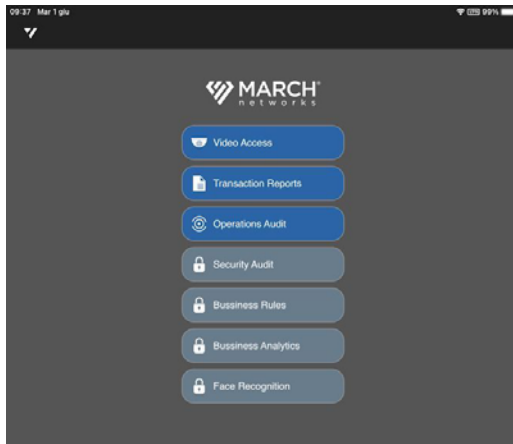 09:37 Mar 1 giu
VPN 99%
MARCH
networks
Video Access
Transaction Reports
Operations Audit
Security Audit
Bussiness Rules
Bussiness Analytics
Face Recognition